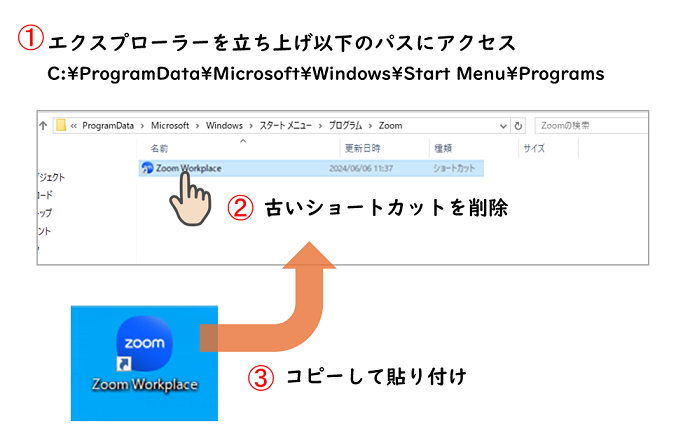 ① エクスプローラーを立ち上げ以下のパスにアクセス
C:¥ProgramData¥Microsoft¥Windows¥Start Menu¥Programs
« ProgramData › Microsoft › Windows › スタート メニュー › プログラム › Zoom
Zoomの検索
名前 更新日時 種類 サイズ
Zoom Workplace 2024/06/06 11:37 ショートカット
ジェクト
ード
ップ
ント
② 古いショートカットを削除
zoom
Zoom Workplace
③ コピーして貼り付け